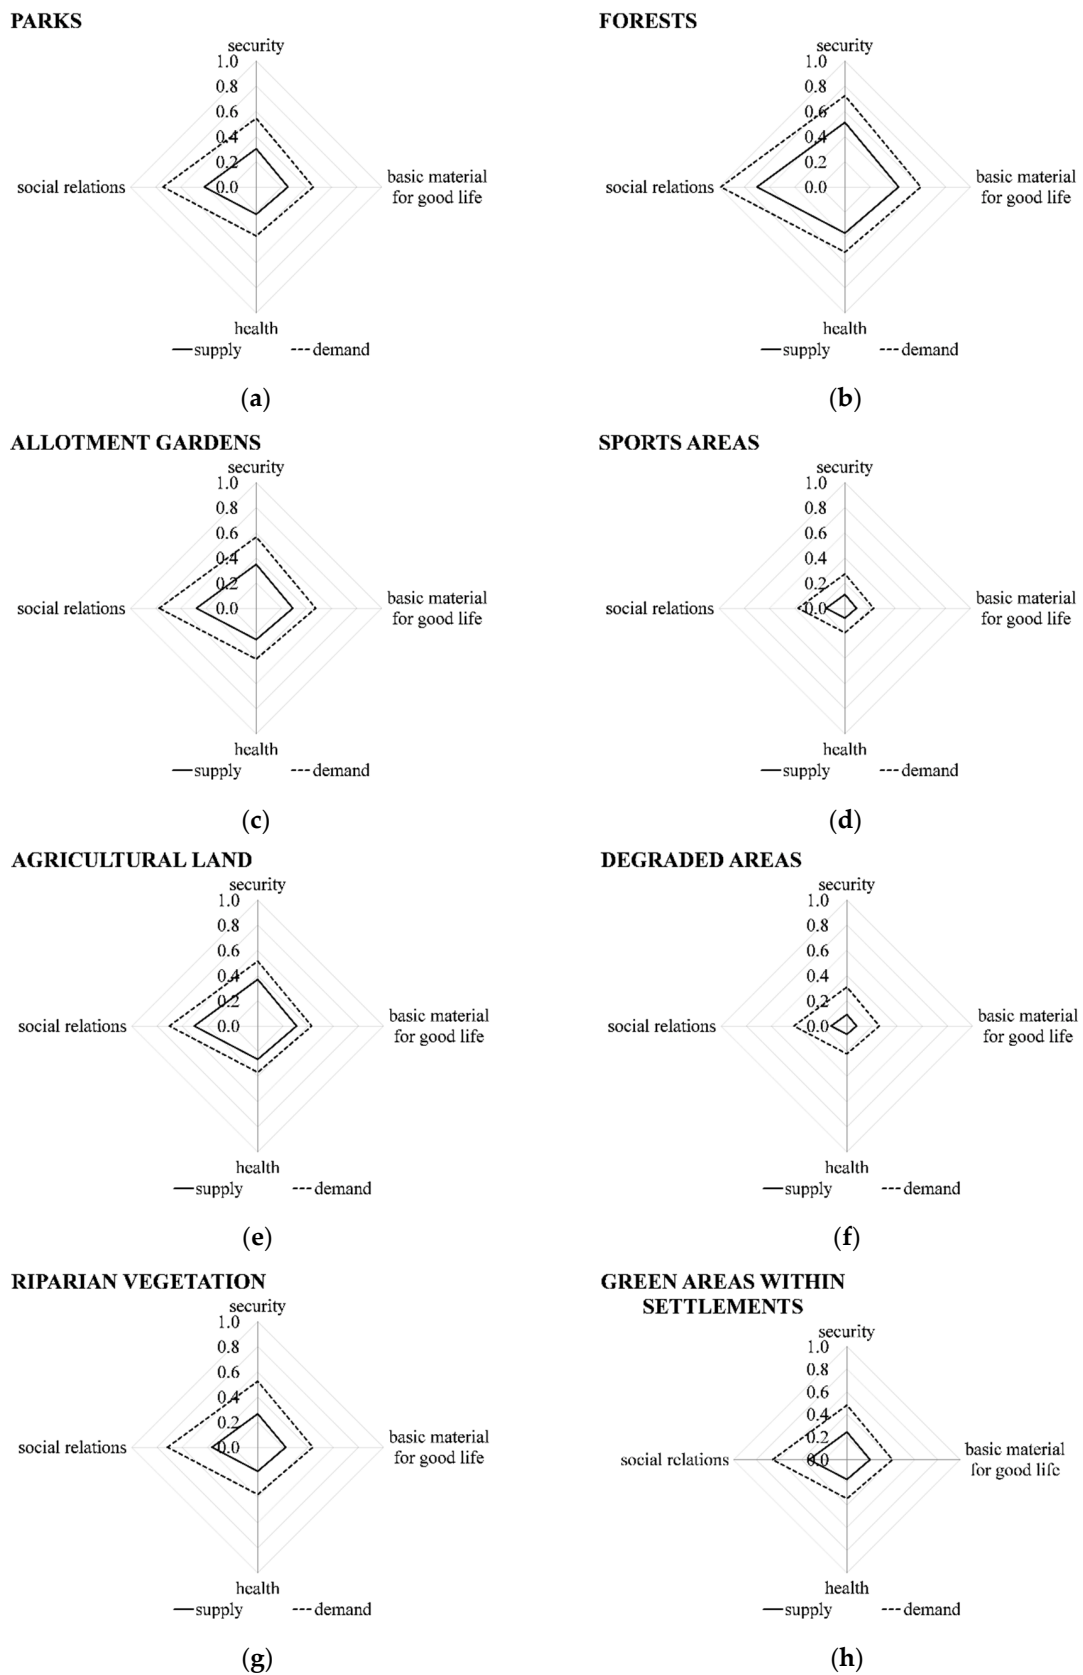 PARKS
security
1.0
0.8
0.6
0.4
0.2
0.0
social relations
basic material
for good life
health
supply demand
(a)
FORESTS
security
1.0
0.8
0.6
0.4
0.2
0.0
social relations
basic material
for good life
health
supply demand
(b)
ALLOTMENT GARDENS
security
1.0
0.8
0.6
0.4
0.2
0.0
social relations
basic material
for good life
health
supply demand
(c)
SPORTS AREAS
security
1.0
0.8
0.6
0.4
0.2
0.0
social relations
basic material
for good life
health
supply demand
(d)
AGRICULTURAL LAND
security
1.0
0.8
0.6
0.4
0.2
0.0
social relations
basic material
for good life
health
supply demand
(e)
DEGRADED AREAS
security
1.0
0.8
0.6
0.4
0.2
0.0
social relations
basic material
for good life
health
supply demand
(f)
RIPARIAN VEGETATION
security
1.0
0.8
0.6
0.4
0.2
0.0
social relations
basic material
for good life
health
supply demand
(g)
GREEN AREAS WITHIN
SETTLEMENTS
security
1.0
0.8
0.6
0.4
0.2
0.0
social relations
basic material
for good life
health
supply demand
(h)